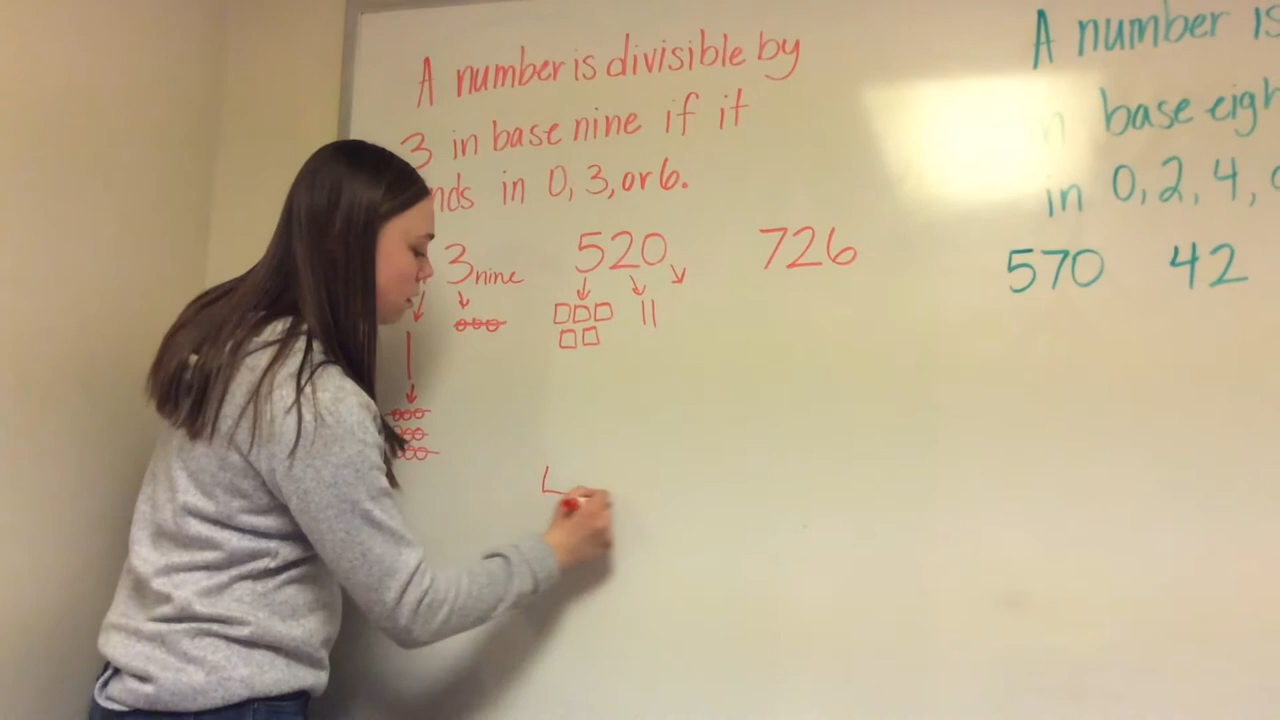 A number is divisible by
3 in base nine if it
nds in 0, 3, or 6.
3nine 520 726
A number is
base eigh
in 0, 2, 4,
570 42